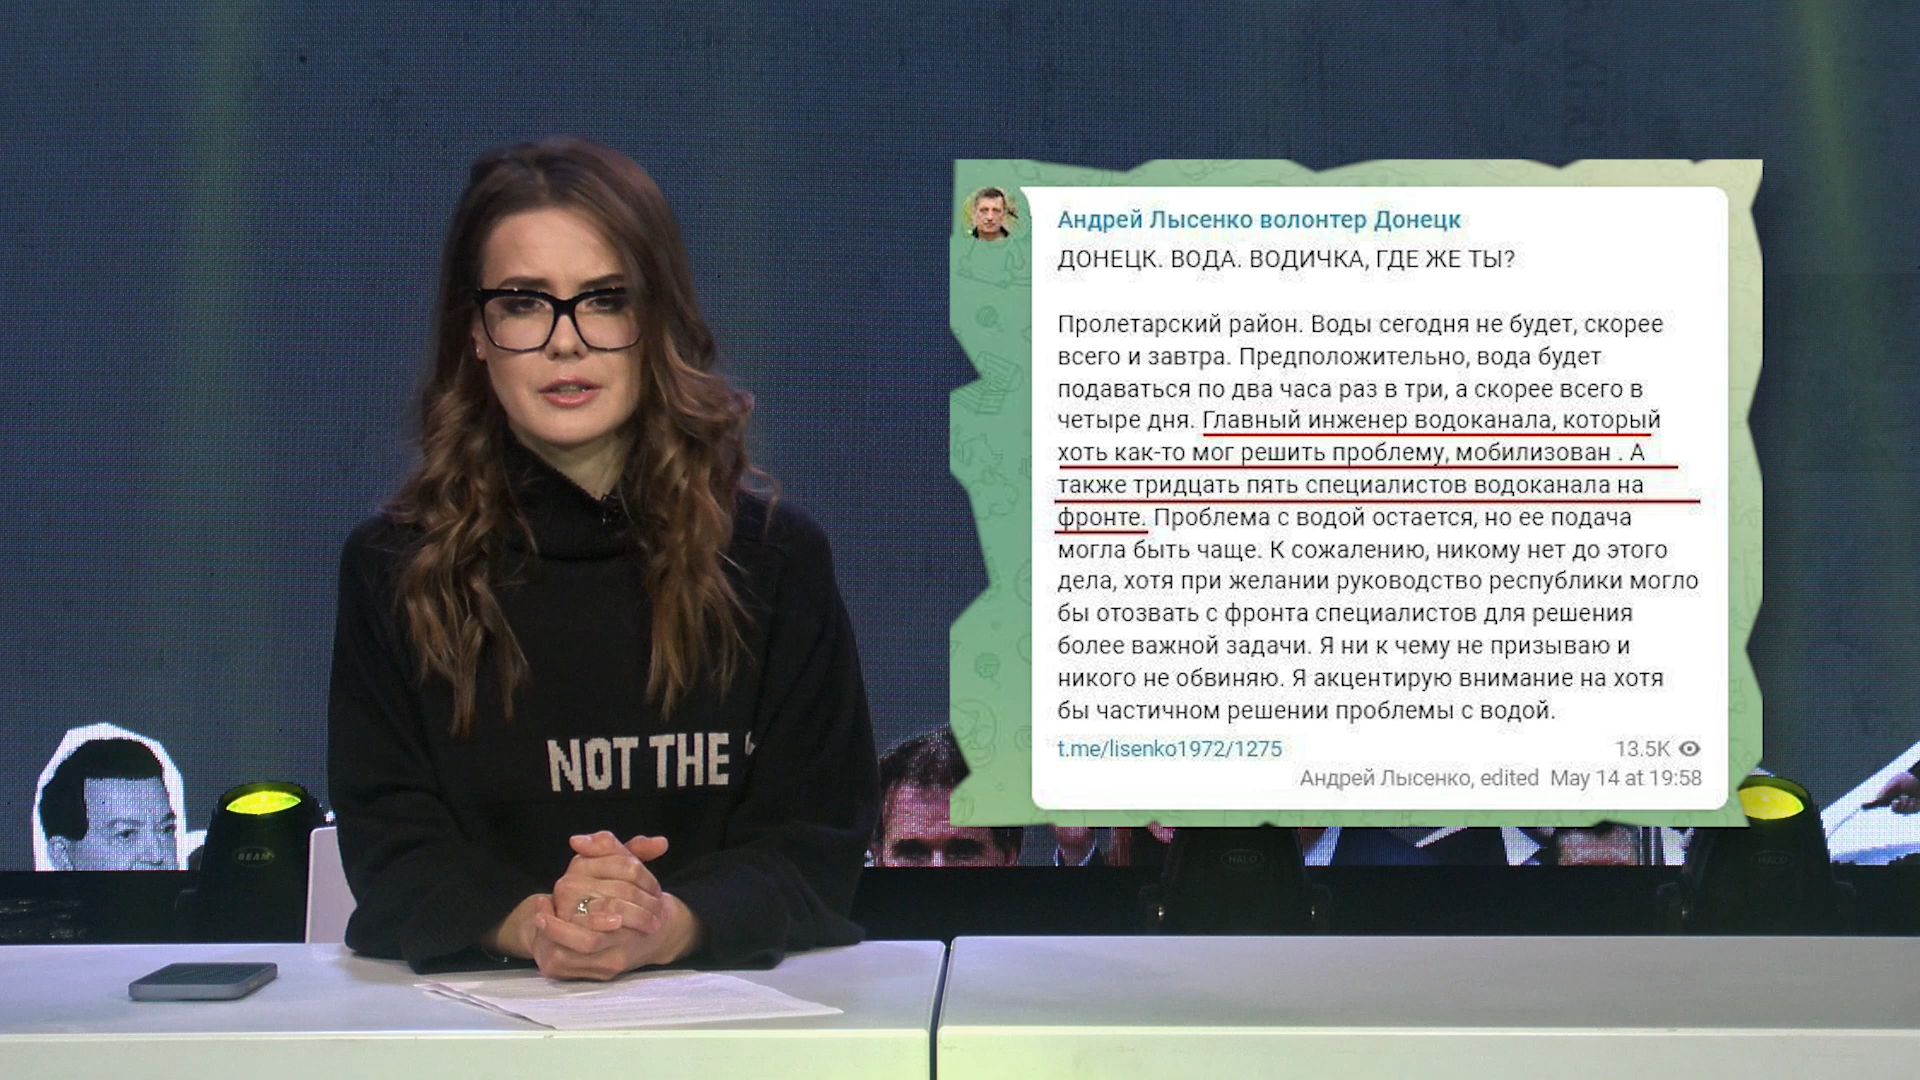 Андрей Лысенко волонтер Донецк
ДОНЕЦК. ВОДА. ВОДИЧКА, ГДЕ ЖЕ ТЫ?
Пролетарский район. Воды сегодня не будет, скорее
всего и завтра. Предположительно, вода будет
подаваться по два часа раз в три, а скорее всего в
четыре дня. Главный инженер водоканала, который
хоть как-то мог решить проблему, мобилизован . А
также тридцать пять специалистов водоканала на
фронте. Проблема с водой остается, но ее подача
могла быть чаще. К сожалению, никому нет до этого
дела, хотя при желании руководство республики могло
бы отозвать с фронта специалистов для решения
более важной задачи. Я ни к чему не призываю и
никого не обвиняю. Я акцентирую внимание на хотя
бы частичном решении проблемы с водой.
t.me/lisenko1972/1275 13.5K
Андрей Лысенко, edited May 14 at 19:58
NOT THE
BEAM
HALO
HALO